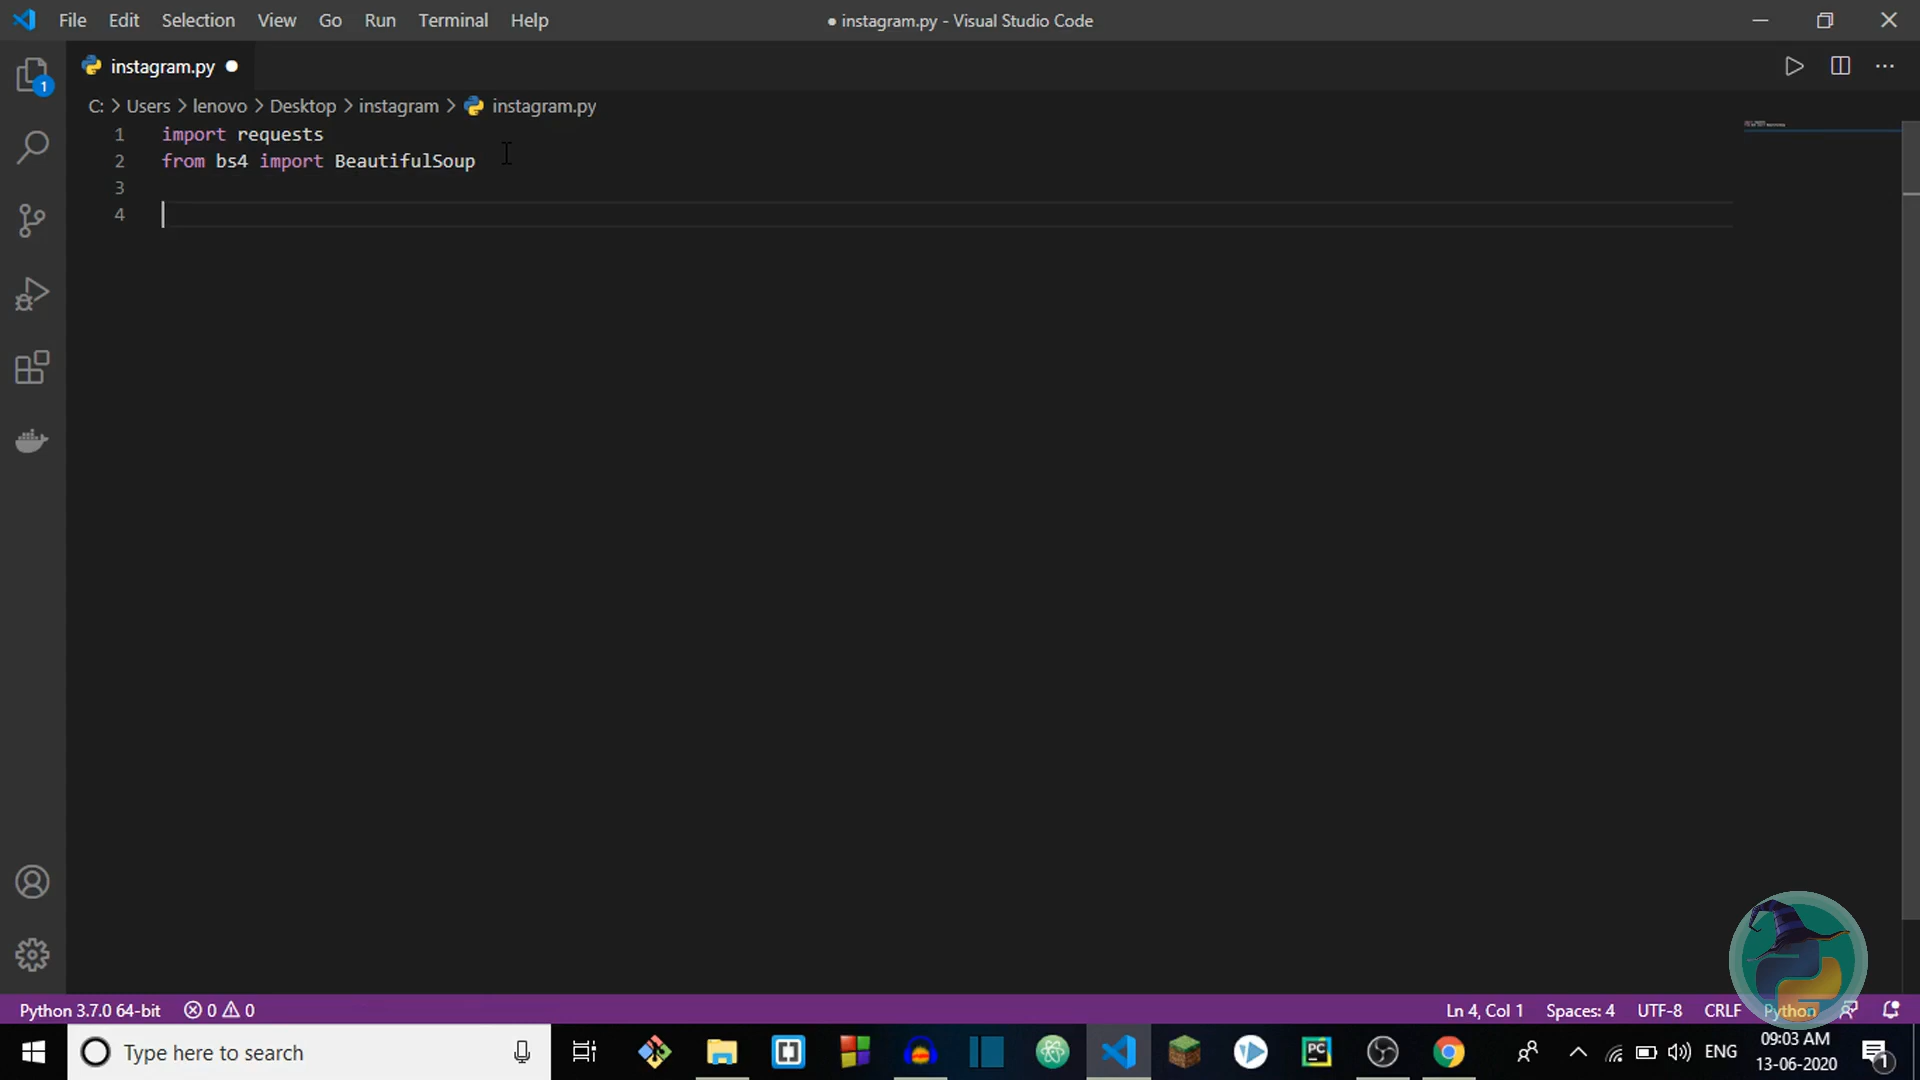 File Edit Selection View Go Run Terminal Help
● instagram.py - Visual Studio Code
instagram.py ●
1
C: > Users > lenovo > Desktop > instagram > instagram.py
1 import requests
2 from bs4 import BeautifulSoup
3
4
Python 3.7.0 64-bit 0 0
Ln 4, Col 1 Spaces: 4 UTF-8 CRLF Python
Type here to search
PC
ENG
09:03 AM
13-06-2020
1